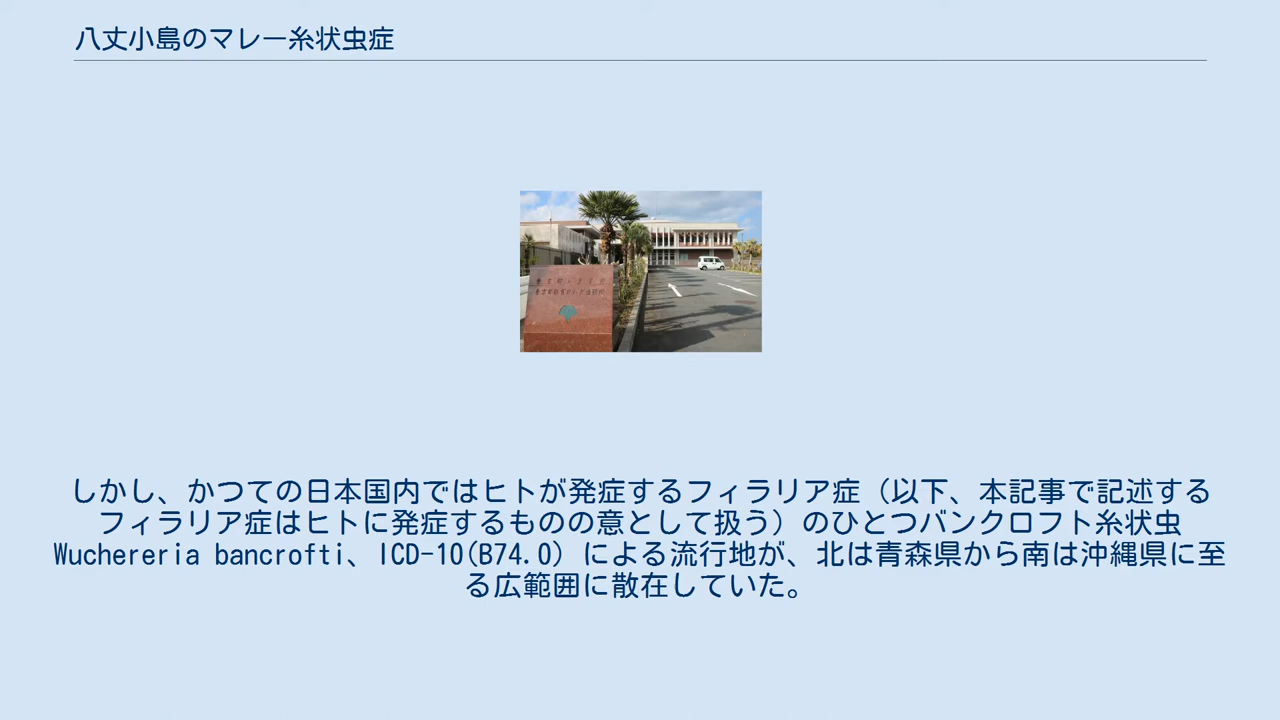 八丈小島のマレー糸状虫症
しかし、かつての日本国内ではヒトが発症するフィラリア症（以下、本記事で記述する
フィラリア症はヒトに発症するものの意として扱う）のひとつバンクロフト糸状虫
Wuchereria bancrofti、ICD-10(B74.0) による流行地が、北は青森県から南は沖縄県に至
る広範囲に散在していた。